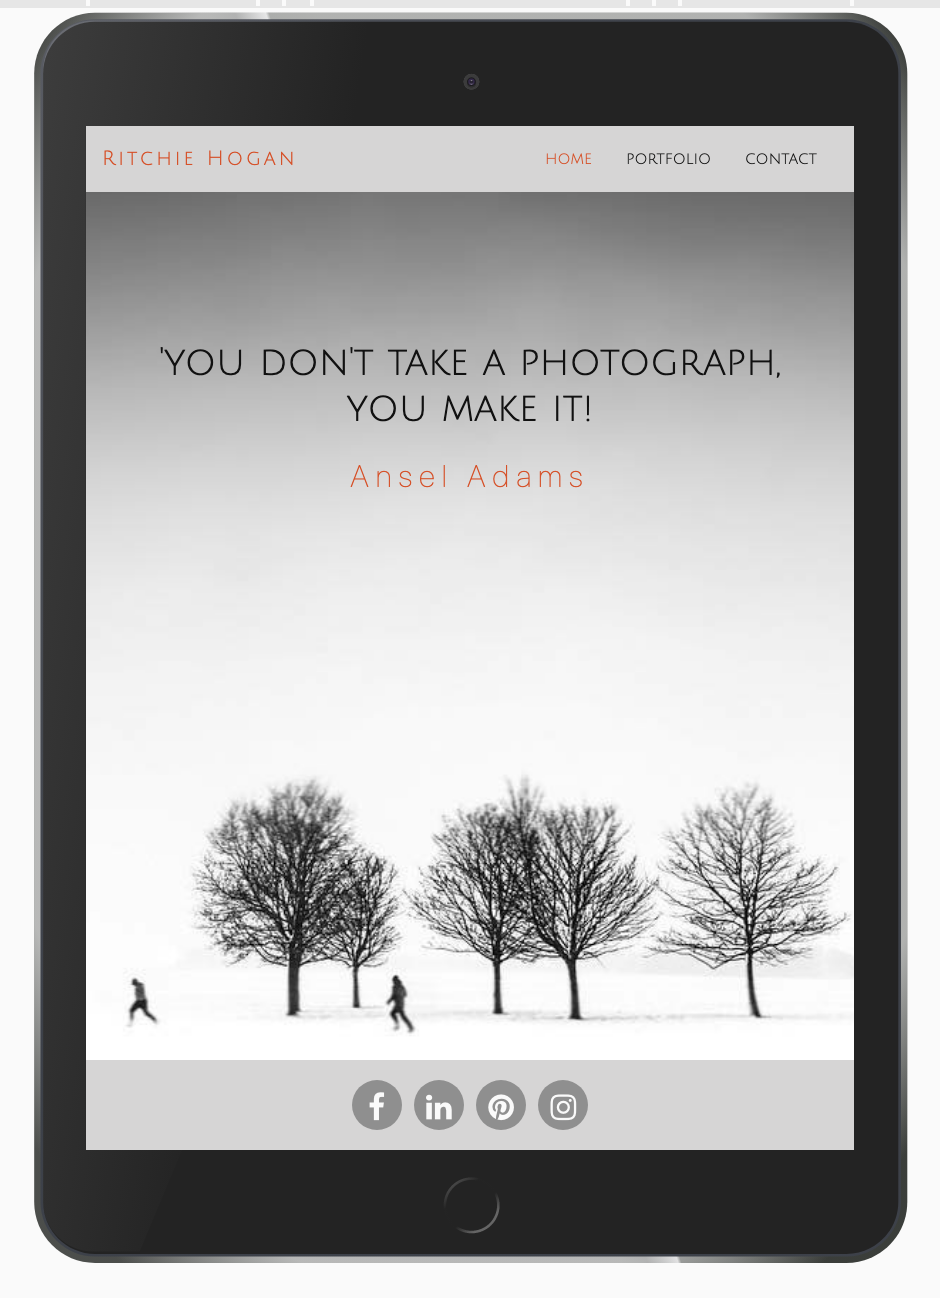 Ritchie Hogan
HOME PORTFOLIO CONTACT
'YOU DON'T TAKE A PHOTOGRAPH,
YOU MAKE IT!
Ansel Adams